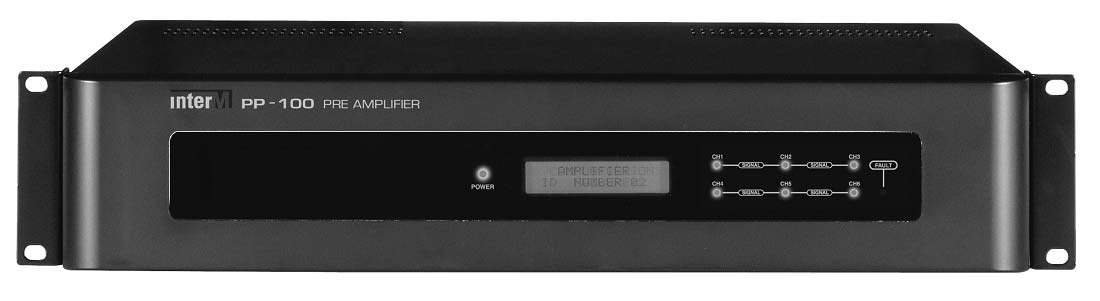 interM PP-100 PRE AMPLIFIER
POWER
AMPLIFIER
ID NUMBER 02
CH1 SIGNAL CH2 SIGNAL CH3
FAULT
CH4 SIGNAL CH5 SIGNAL CH6